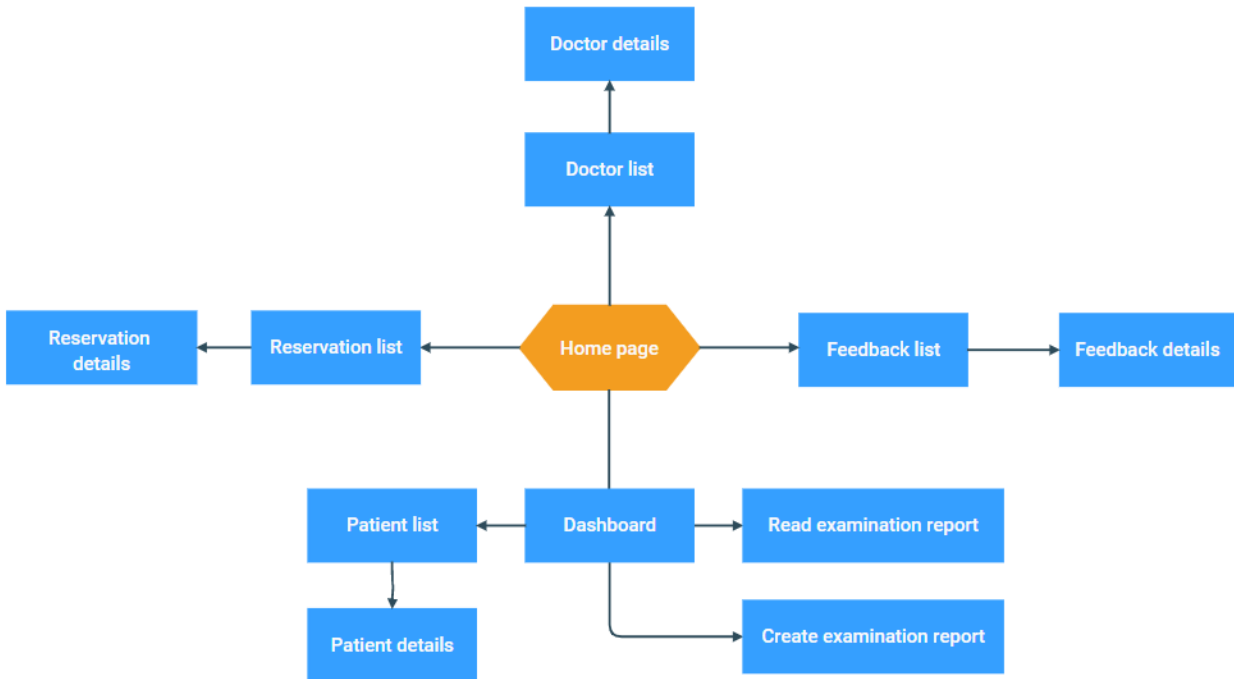 Doctor details
Doctor list
Reservation
details
Reservation list
Home page
Feedback list
Feedback details
Patient list
Dashboard
Read examination report
Patient details
Create examination report